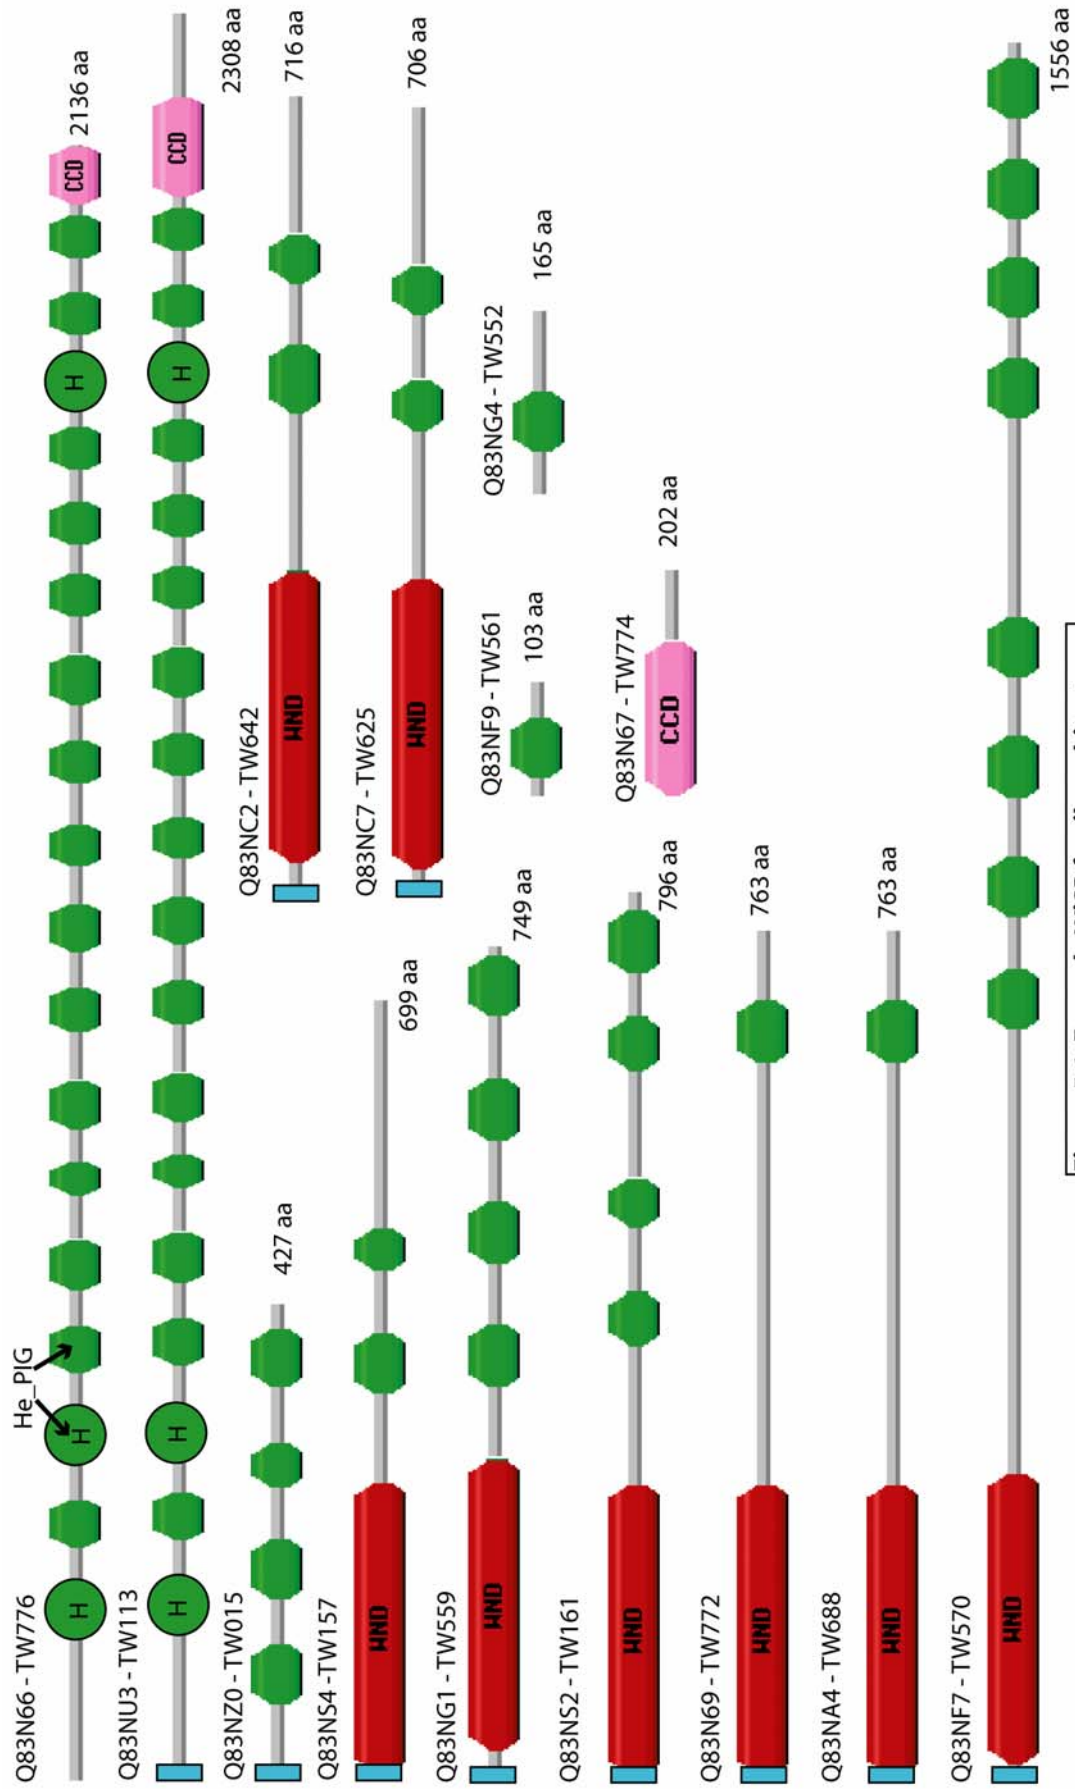 He_PIG
Q83N66 - TW776
H
H
H
CCD
2136 aa
Q83NU3 - TW113
H
H
H
CCD
2308 aa
Q83NZ0 - TW015
427 aa
Q83NC2 - TW642
WND
716 aa
Q83NS4 -TW157
WND
699 aa
Q83NC7 - TW625
WND
706 aa
Q83NG1 - TW559
WND
749 aa
Q83NF9 - TW561
103 aa
Q83NG4 - TW552
165 aa
Q83NS2 - TW161
WND
796 aa
Q83N67 - TW774
CCD
202 aa
Q83N69 - TW772
WND
763 aa
Q83NA4 - TW688
WND
763 aa
Q83NF7 - TW570
WND
1556 aa